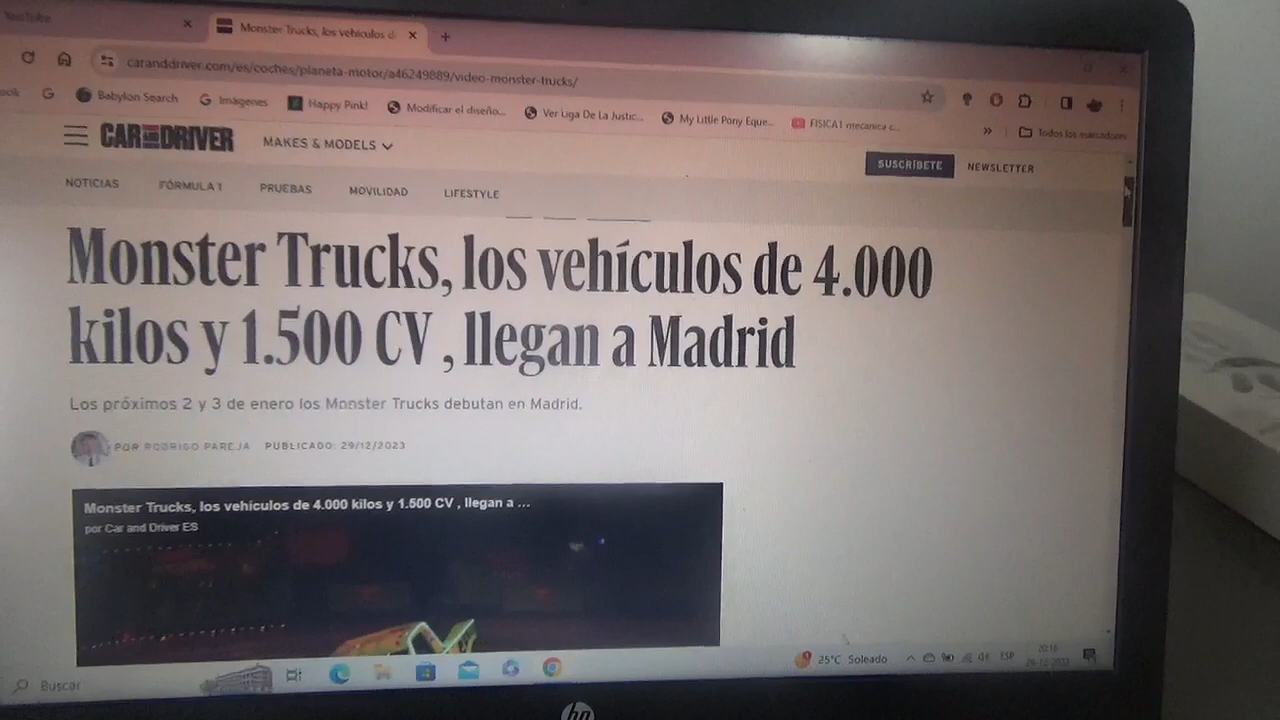 YouTube
Monster Trucks, los vehículos d
caranddriver.com/es/coches/planeta-motor/a46249889/video-monster-trucks/
ook
Babylon Search
Imágenes
Happy Pink!
Modificar el diseño...
Ver Liga De La Justic...
My Little Pony Eque...
FISICA1 mecanica c...
»
Todos los marcadores
CAR AND DRIVER
MAKES & MODELS
SUSCRÍBETE
NEWSLETTER
NOTICIAS
FÓRMULA 1
PRUEBAS
MOVILIDAD
LIFESTYLE
Monster Trucks, los vehículos de 4.000
kilos y 1.500 CV , llegan a Madrid
Los próximos 2 y 3 de enero los Monster Trucks debutan en Madrid.
POR RODRIGO PAREJA PUBLICADO: 29/12/2023
Monster Trucks, los vehículos de 4.000 kilos y 1.500 CV , llegan a ...
por Car and Driver ES
Buscar
25°C Soleado
ESP
20:16
hp